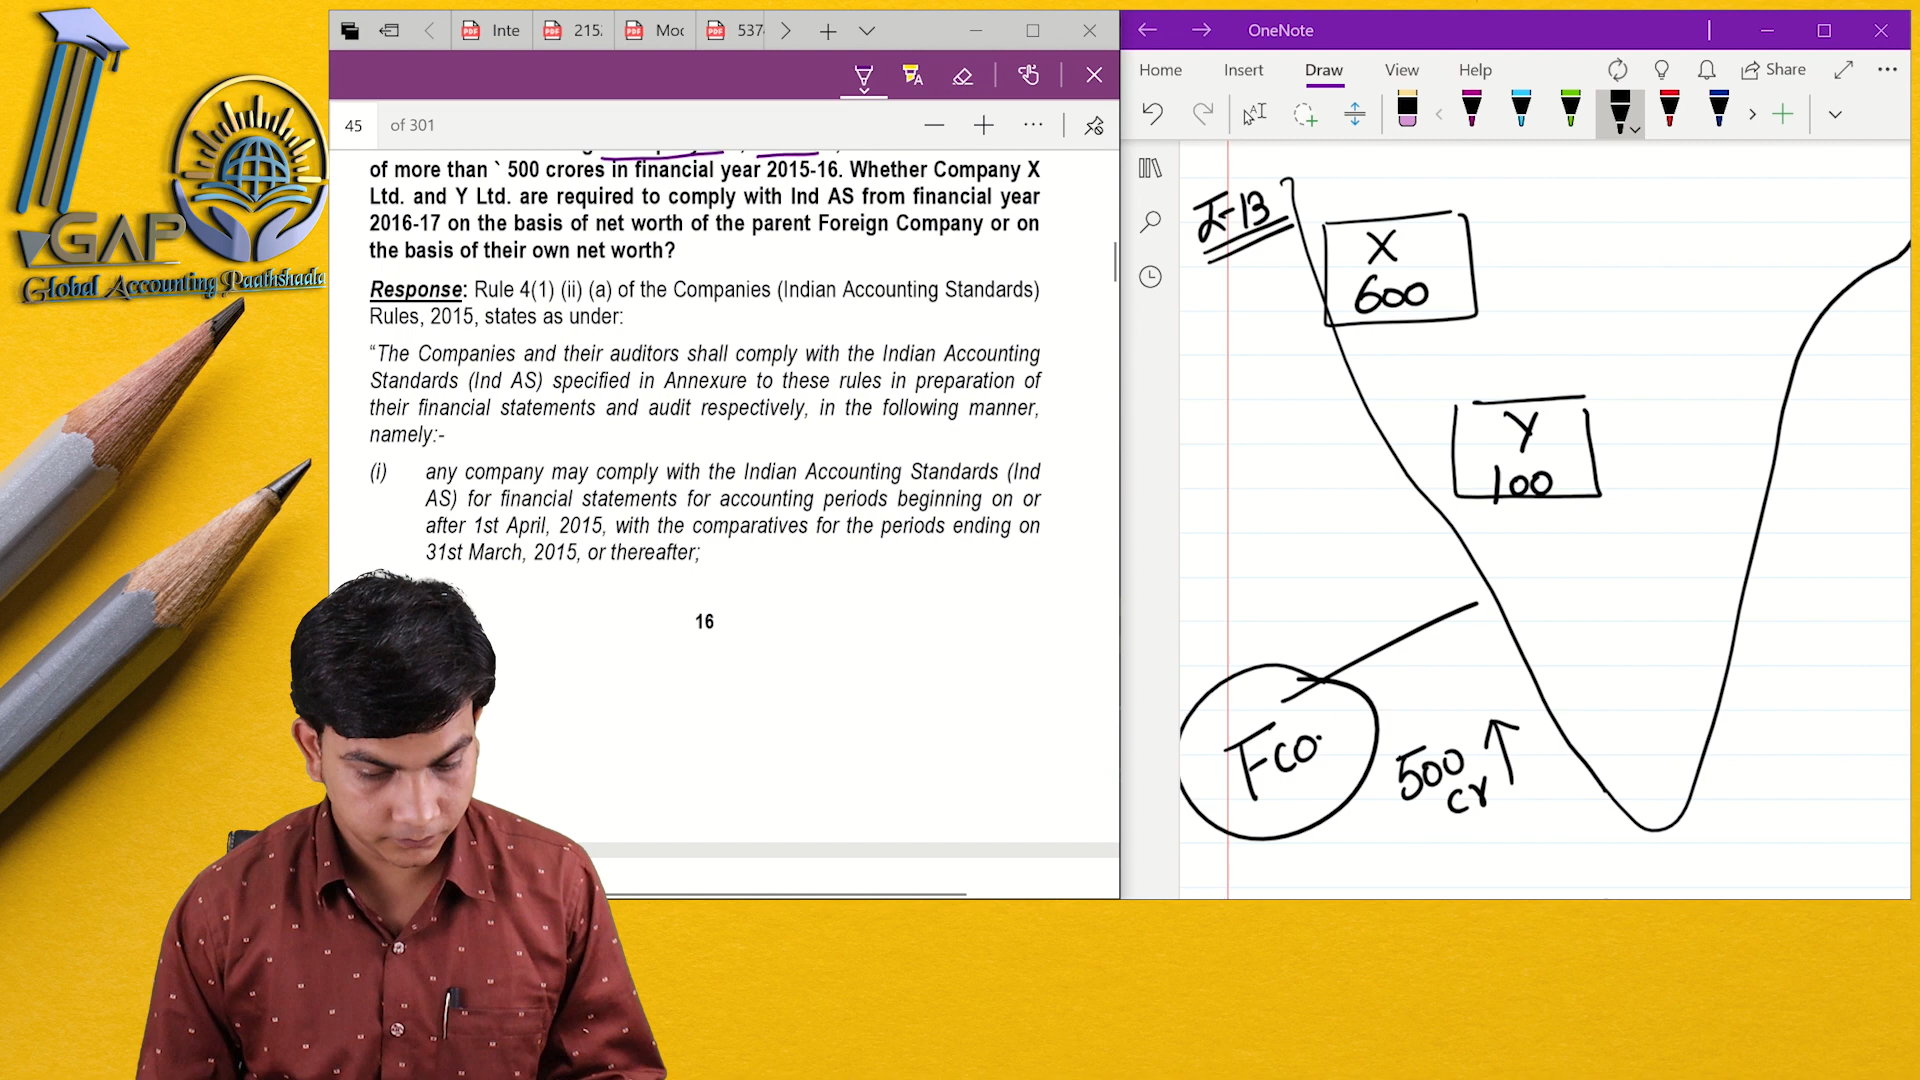 GAP
Global Accounting Paathshala
Inte
215.
Moc
537
45 of 301
of more than ` 500 crores in financial year 2015-16. Whether Company X
Ltd. and Y Ltd. are required to comply with Ind AS from financial year
2016-17 on the basis of net worth of the parent Foreign Company or on
the basis of their own net worth?
Response: Rule 4(1) (ii) (a) of the Companies (Indian Accounting Standards)
Rules, 2015, states as under:
“The Companies and their auditors shall comply with the Indian Accounting
Standards (Ind AS) specified in Annexure to these rules in preparation of
their financial statements and audit respectively, in the following manner,
namely:-
(i) any company may comply with the Indian Accounting Standards (Ind
AS) for financial statements for accounting periods beginning on or
after 1st April, 2015, with the comparatives for the periods ending on
31st March, 2015, or thereafter;
16
OneNote
Home Insert Draw View Help Share
I-13
X
600
Y
100
Fco.
500
cr